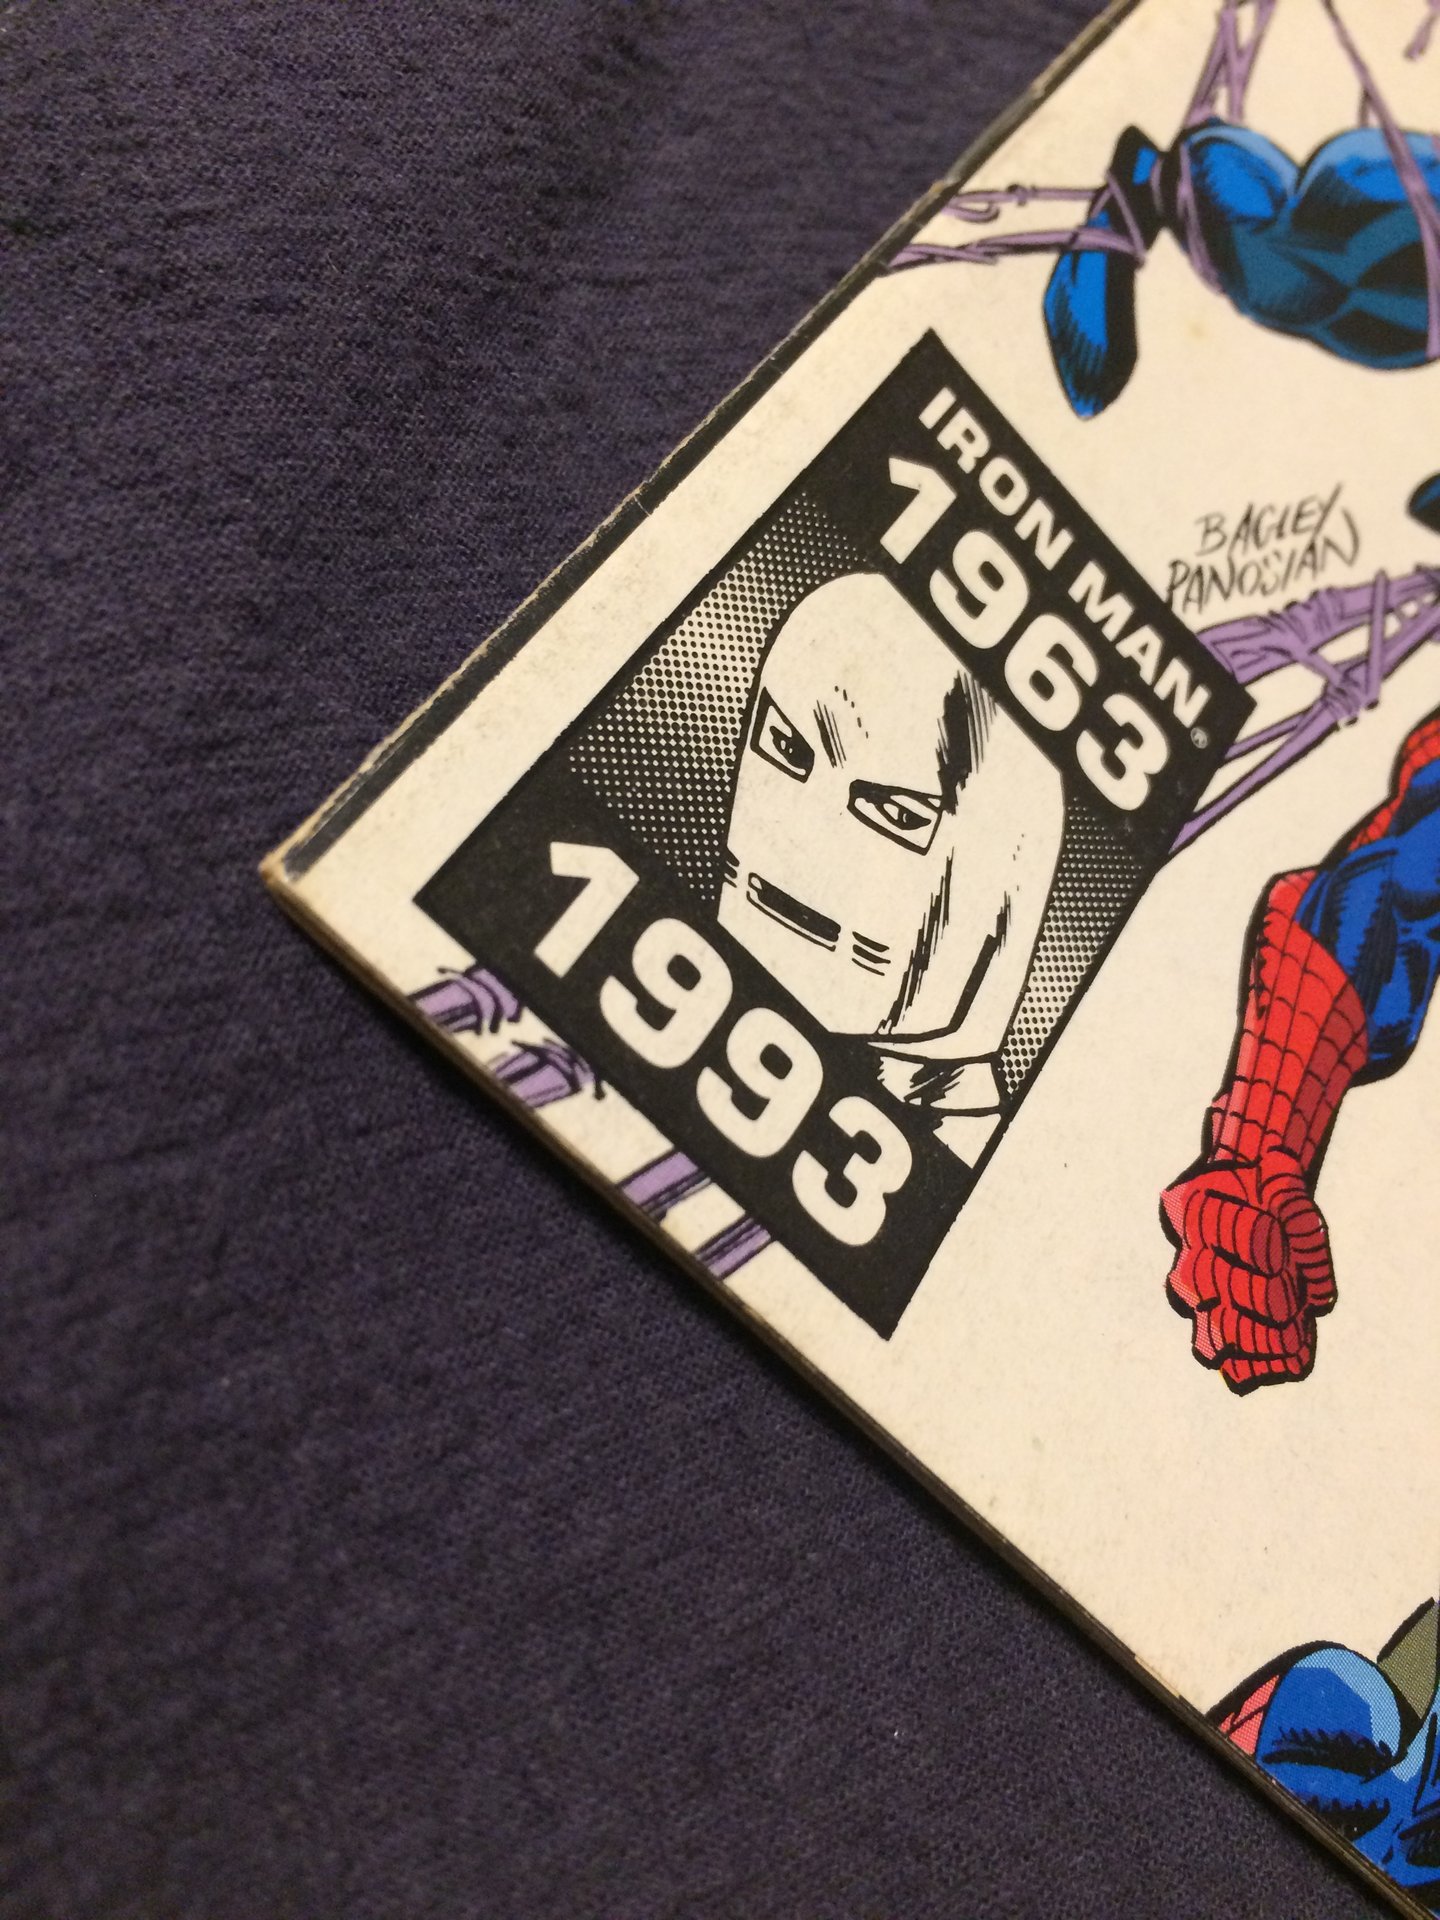 IRON MAN®
1963
1993
BAGLEY
PANOSIAN